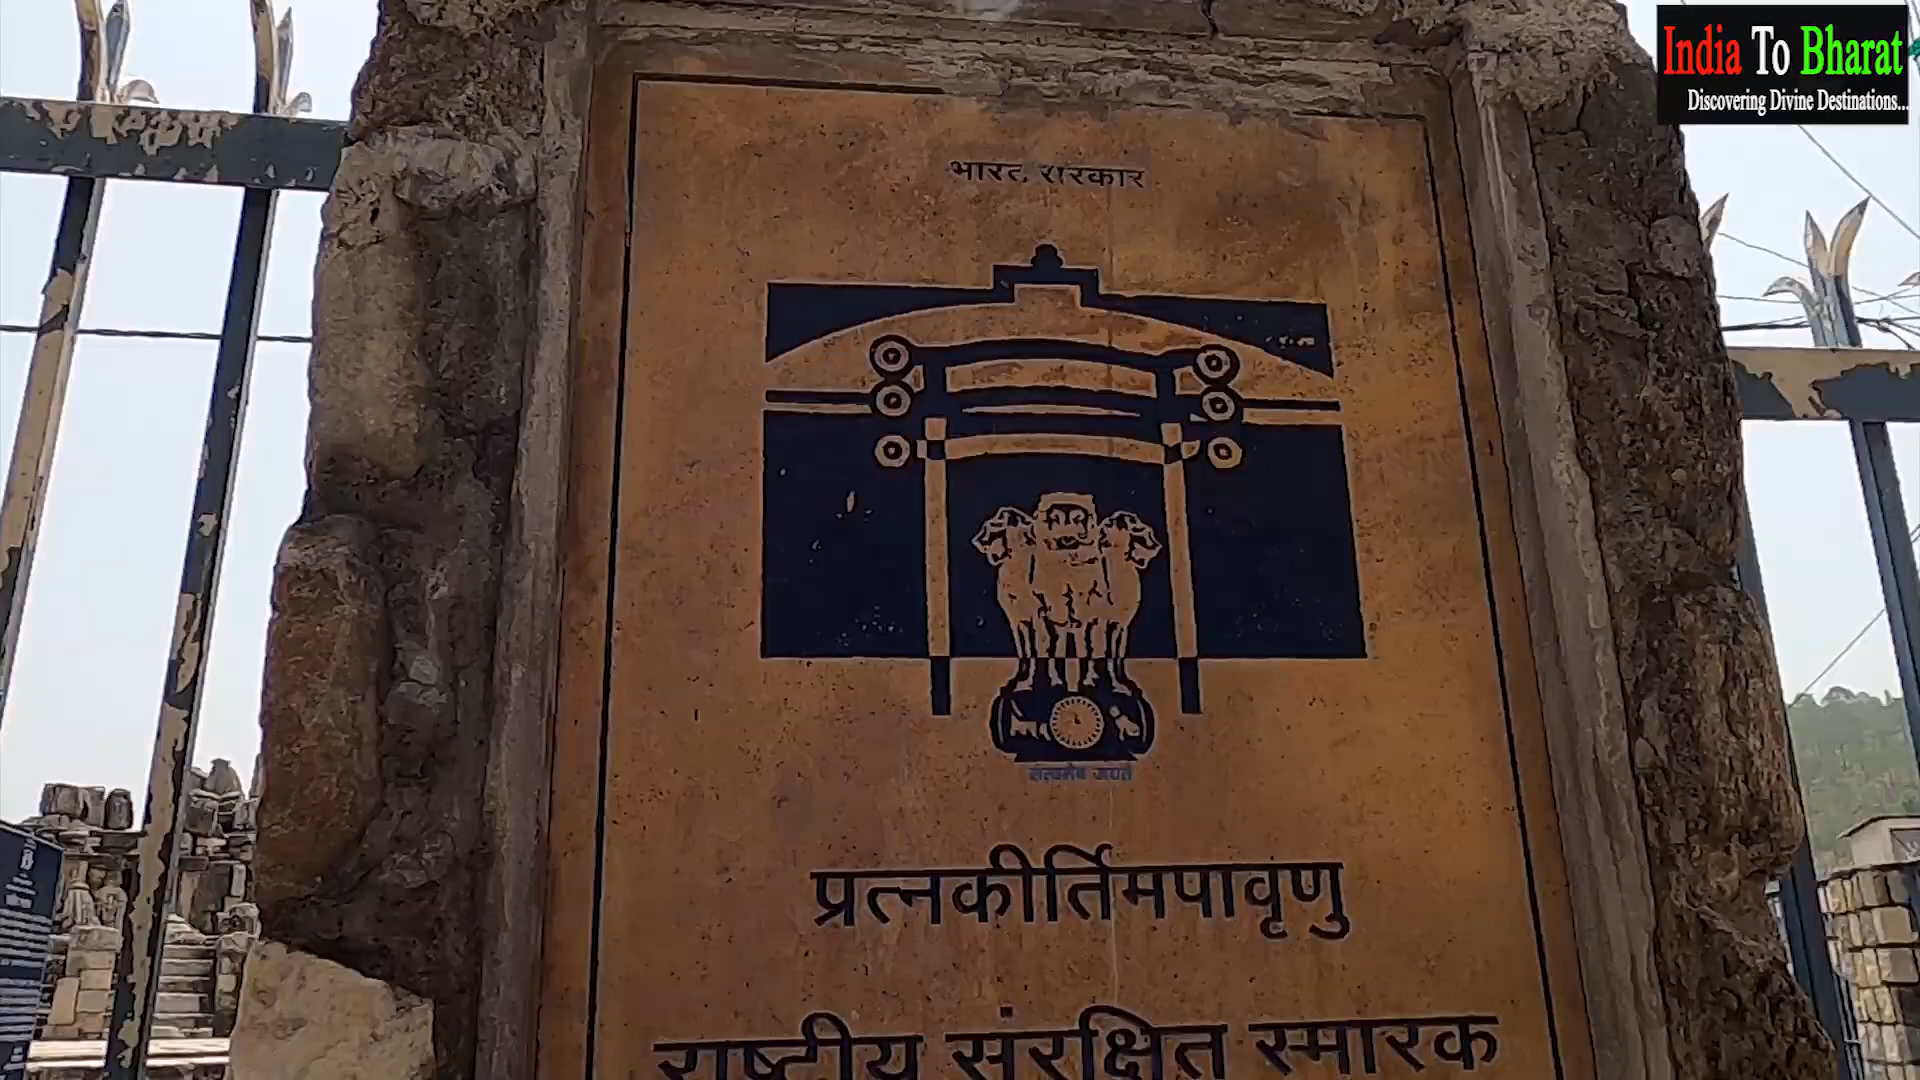 India To Bharat
Discovering Divine Destinations...
भारत सरकार
सत्यमेव जयते
प्रत्नकीर्तिमपावृणु
राष्ट्रीय संरक्षित स्मारक